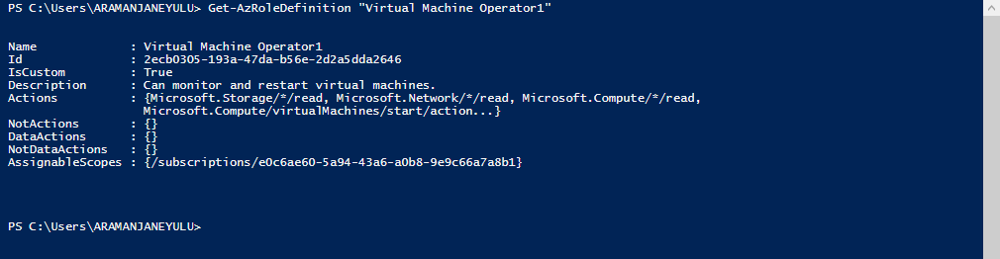 PS C:\Users\ARAMANJANEYULU> Get-AzRoleDefinition "Virtual Machine Operator1"
Name : Virtual Machine Operator1
Id : 2ecb0305-193a-47da-b56e-2d2a5dda2646
IsCustom : True
Description : Can monitor and restart virtual machines.
Actions : {Microsoft.Storage/*/read, Microsoft.Network/*/read, Microsoft.Compute/*/read,
Microsoft.Compute/virtualMachines/start/action...}
NotActions : {}
DataActions : {}
NotDataActions : {}
AssignableScopes : {/subscriptions/e0c6ae60-5a94-43a6-a0b8-9e9c66a7a8b1}
PS C:\Users\ARAMANJANEYULU>